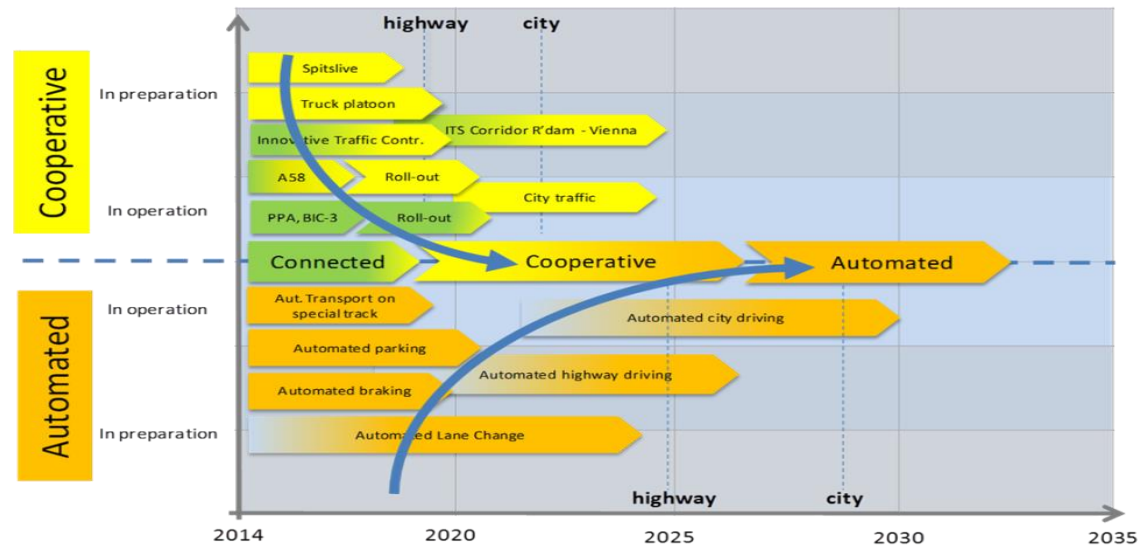 highway
city
Cooperative
In preparation
Spitslive
Truck platoon
ITS Corridor R'dam - Vienna
Innovative Traffic Contr.
A58
Roll-out
City traffic
In operation
PPA, BIC-3
Roll-out
Connected
Cooperative
Automated
Automated
In operation
Aut. Transport on
special track
Automated city driving
Automated parking
Automated highway driving
Automated braking
In preparation
Automated Lane Change
highway
city
2014
2020
2025
2030
2035